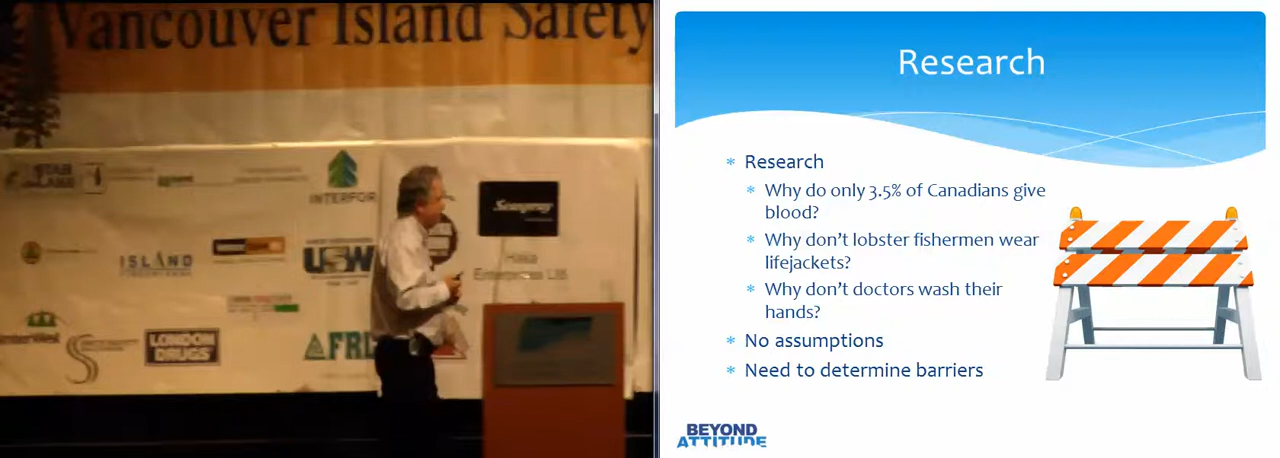 Vancouver Island Safety
INTERFOR
ISLAND
USW
LONDON
DRUGS
Enterprises Ltd.
Research
Research
Why do only 3.5% of Canadians give
blood?
Why don't lobster fishermen wear
lifejackets?
Why don't doctors wash their
hands?
No assumptions
Need to determine barriers
BEYOND
ATTITUDE